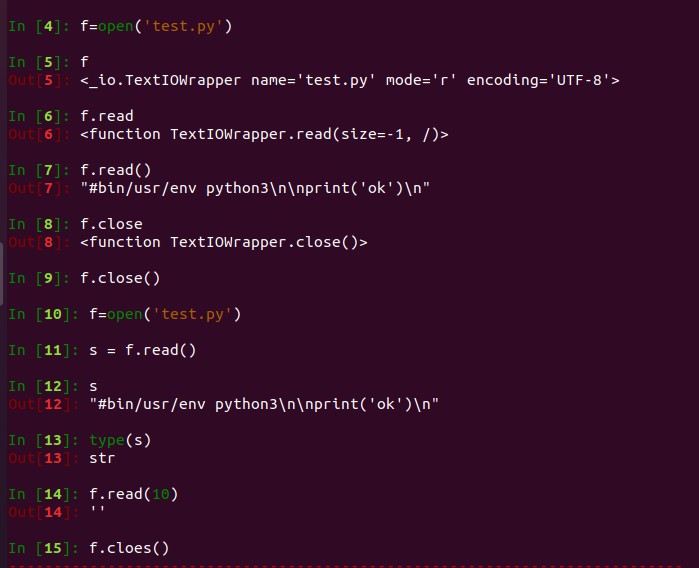 In [4]: f=open('test.py')
In [5]: f
Out[5]: <_io.TextIOWrapper name='test.py' mode='r' encoding='UTF-8'>
In [6]: f.read
Out[6]: <function TextIOWrapper.read(size=-1, /)>
In [7]: f.read()
Out[7]: "#bin/usr/env python3\n\nprint('ok')\n"
In [8]: f.close
Out[8]: <function TextIOWrapper.close()>
In [9]: f.close()
In [10]: f=open('test.py')
In [11]: s = f.read()
In [12]: s
Out[12]: "#bin/usr/env python3\n\nprint('ok')\n"
In [13]: type(s)
Out[13]: str
In [14]: f.read(10)
Out[14]: ''
In [15]: f.cloes()